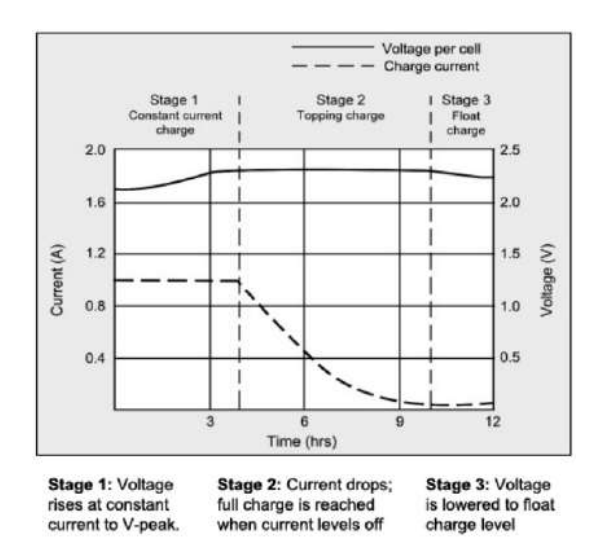 Voltage per cell
Charge current
Stage 1
Constant current
charge
Stage 2
Topping charge
Stage 3
Float
charge
2.0
1.6
1.2
0.8
0.4
Current (A)
2.5
2.0
1.5
1.0
0.5
Voltage (V)
3
6
9
12
Time (hrs)
Stage 1: Voltage
rises at constant
current to V-peak.
Stage 2: Current drops;
full charge is reached
when current levels off
Stage 3: Voltage
is lowered to float
charge level